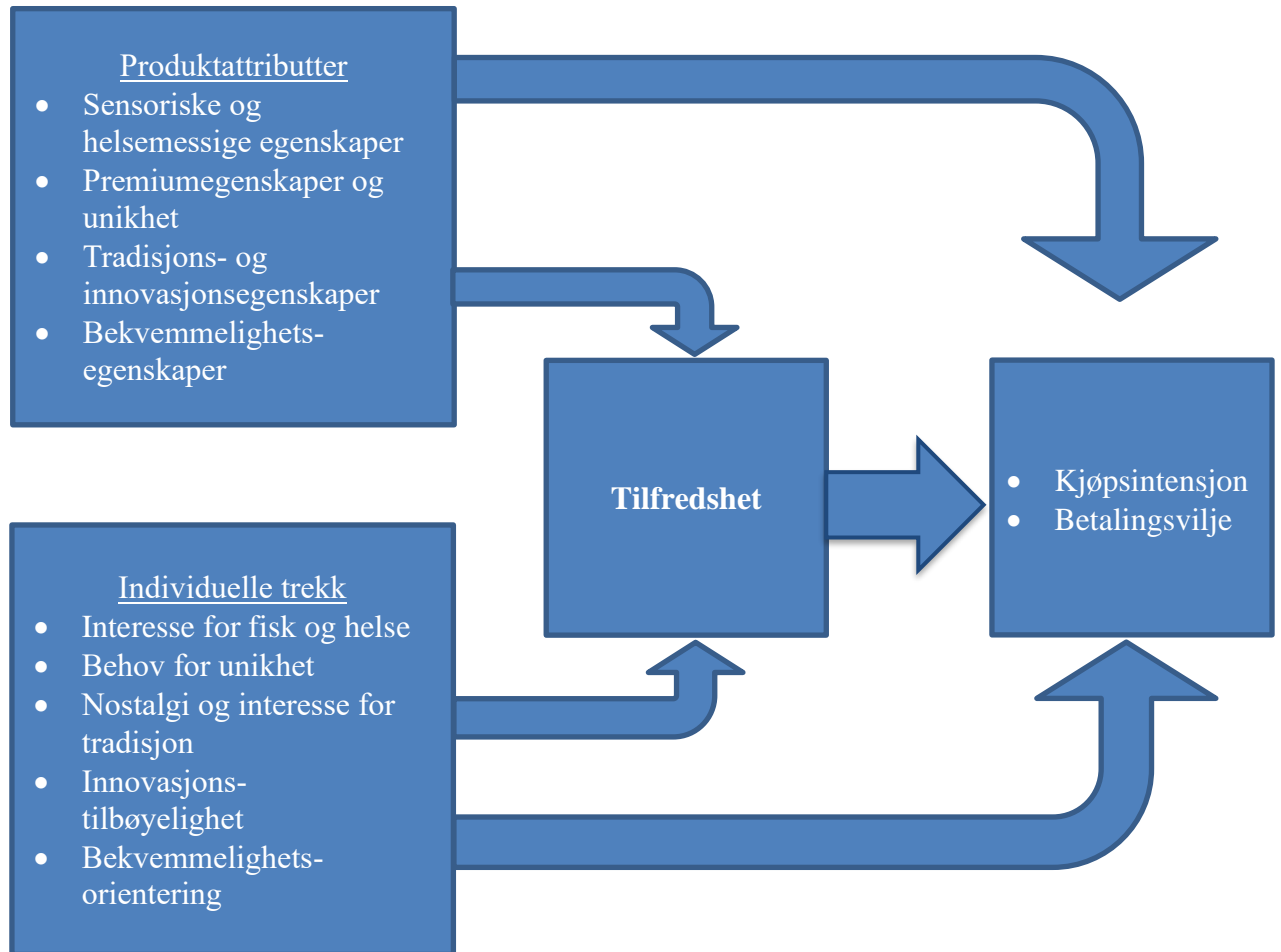 Produktattributter
• Sensoriske og
helsemessige egenskaper
• Premiumegenskaper og
unikhet
• Tradisjons- og
innovasjonsegenskaper
• Bekvemmelighets-
egenskaper
Tilfredshet
• Kjøpsintensjon
• Betalingsvilje
Individuelle trekk
• Interesse for fisk og helse
• Behov for unikhet
• Nostalgi og interesse for
tradisjon
• Innovasjons-
tilbøyelighet
• Bekvemmelighets-
orientering